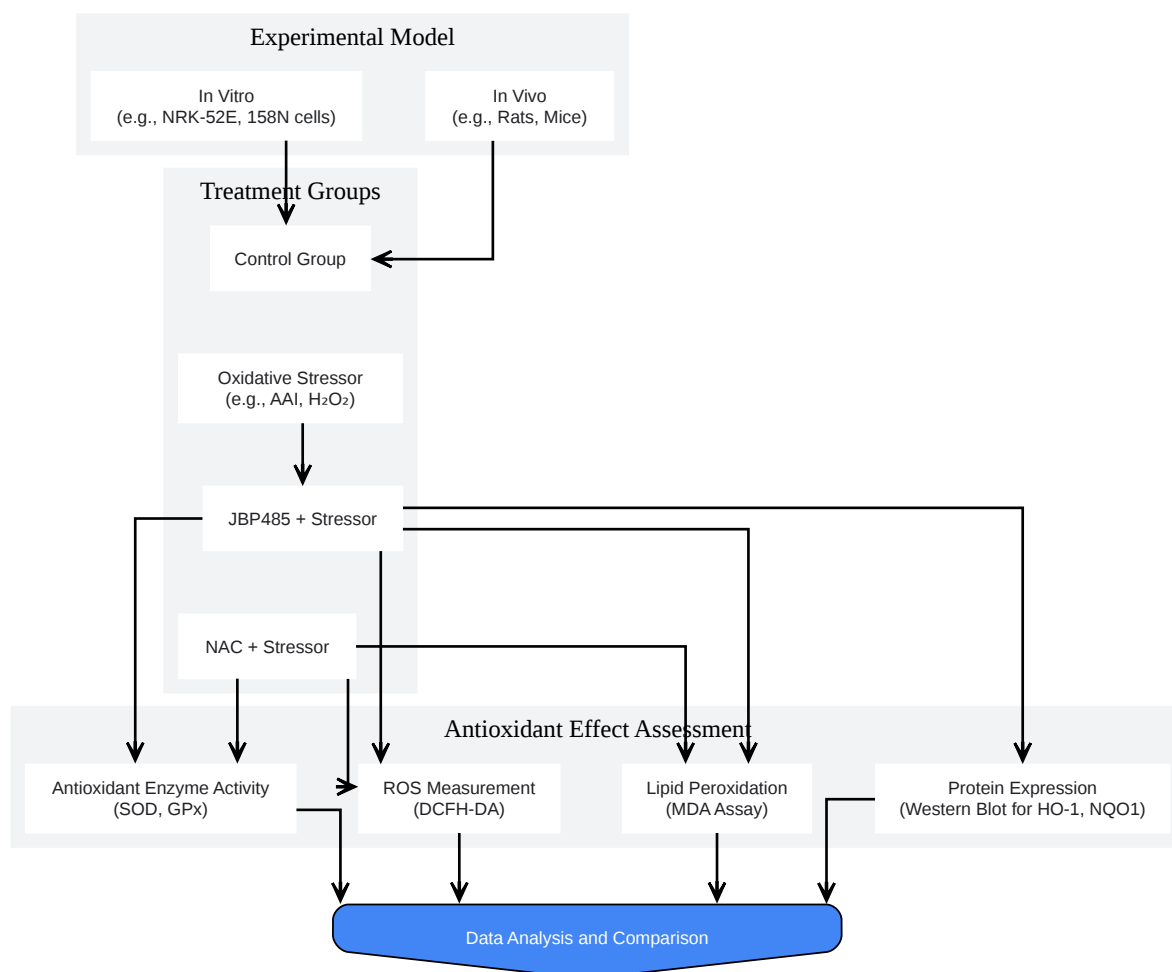 Experimental Model
In Vitro
(e.g., NRK-52E, 158N cells)
In Vivo
(e.g., Rats, Mice)
Treatment Groups
Control Group
Oxidative Stressor
(e.g., AAI, H₂O₂)
JBP485 + Stressor
NAC + Stressor
Antioxidant Effect Assessment
Antioxidant Enzyme Activity
(SOD, GPx)
ROS Measurement
(DCFH-DA)
Lipid Peroxidation
(MDA Assay)
Protein Expression
(Western Blot for HO-1, NQO1)
Data Analysis and Comparison